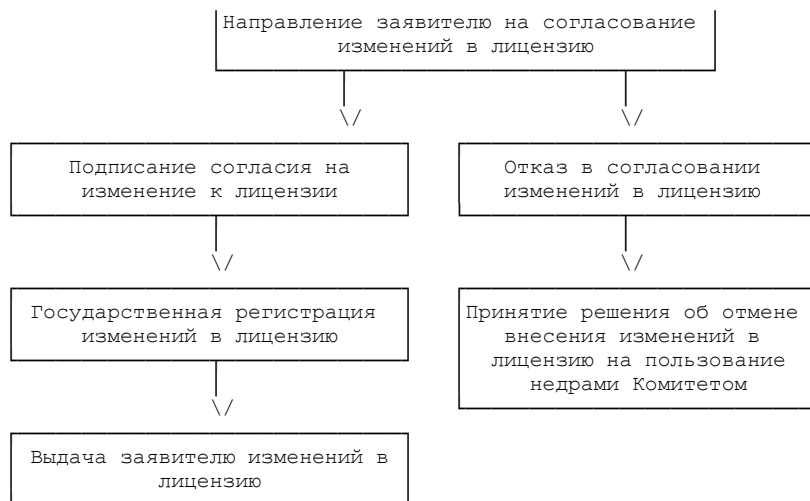 Направление заявителю на согласование
изменений в лицензию
Подписание согласия на
изменение к лицензии
Отказ в согласовании
изменений в лицензию
Государственная регистрация
изменений в лицензию
Принятие решения об отмене
внесения изменений в
лицензию на пользование
недрами Комитетом
Выдача заявителю изменений в
лицензию